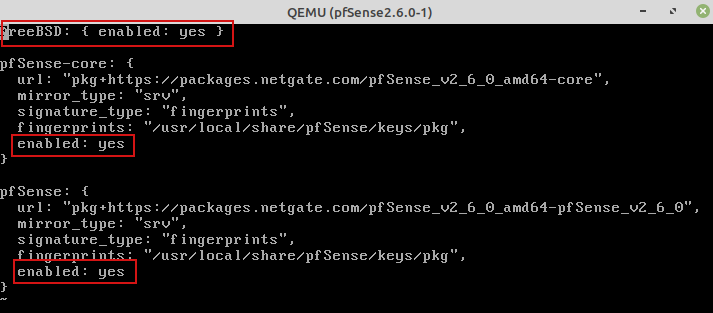 QEMU (pfSense2.6.0-1)
FreeBSD: { enabled: yes }
pfSense-core: {
url: "pkg+https://packages.netgate.com/pfSense_v2_6_0_amd64-core",
mirror_type: "srv",
signature_type: "fingerprints",
fingerprints: "/usr/local/share/pfSense/keys/pkg",
enabled: yes
}
pfSense: {
url: "pkg+https://packages.netgate.com/pfSense_v2_6_0_amd64-pfSense_v2_6_0",
mirror_type: "srv",
signature_type: "fingerprints",
fingerprints: "/usr/local/share/pfSense/keys/pkg",
enabled: yes
}
~